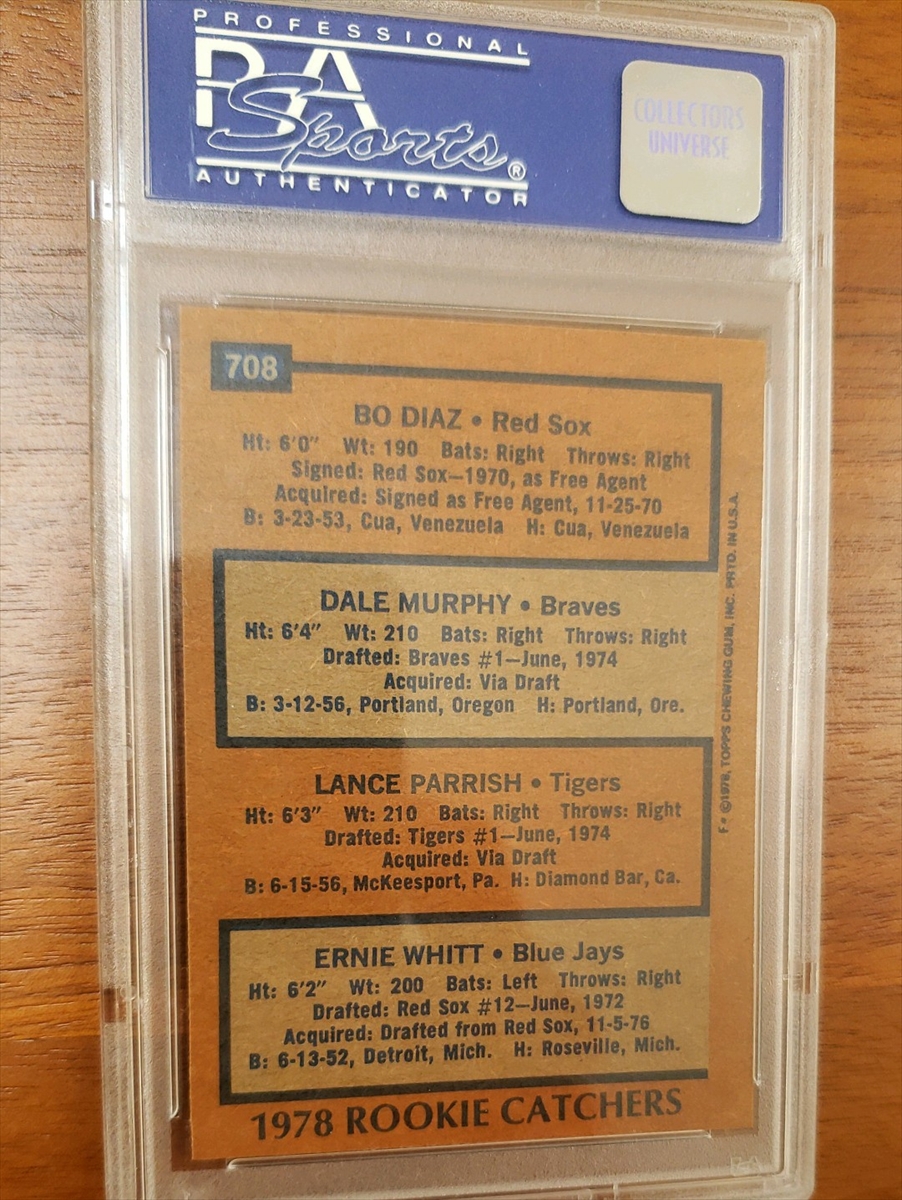 PROFESSIONAL
PSA
Sports®
AUTHENTICATOR
COLLECTORS
UNIVERSE
708
BO DIAZ • Red Sox
Ht: 6'0" Wt: 190 Bats: Right Throws: Right
Signed: Red Sox—1970, as Free Agent
Acquired: Signed as Free Agent, 11-25-70
B: 3-23-53, Cua, Venezuela H: Cua, Venezuela
DALE MURPHY • Braves
Ht: 6'4" Wt: 210 Bats: Right Throws: Right
Drafted: Braves #1—June, 1974
Acquired: Via Draft
B: 3-12-56, Portland, Oregon H: Portland, Ore.
LANCE PARRISH • Tigers
Ht: 6'3" Wt: 210 Bats: Right Throws: Right
Drafted: Tigers #1—June, 1974
Acquired: Via Draft
B: 6-15-56, McKeesport, Pa. H: Diamond Bar, Ca.
ERNIE WHITT • Blue Jays
Ht: 6'2" Wt: 200 Bats: Left Throws: Right
Drafted: Red Sox #12—June, 1972
Acquired: Drafted from Red Sox, 11-5-76
B: 6-13-52, Detroit, Mich. H: Roseville, Mich.
1978 ROOKIE CATCHERS
F* ©1978, TOPPS CHEWING GUM, INC. PRTD. IN U.S.A.